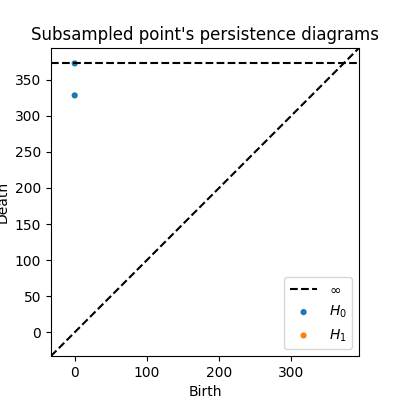 Subsampled point's persistence diagrams
350
300
250
200
150
100
50
0
Death
0 100 200 300
Birth
∞
H₀
H₁